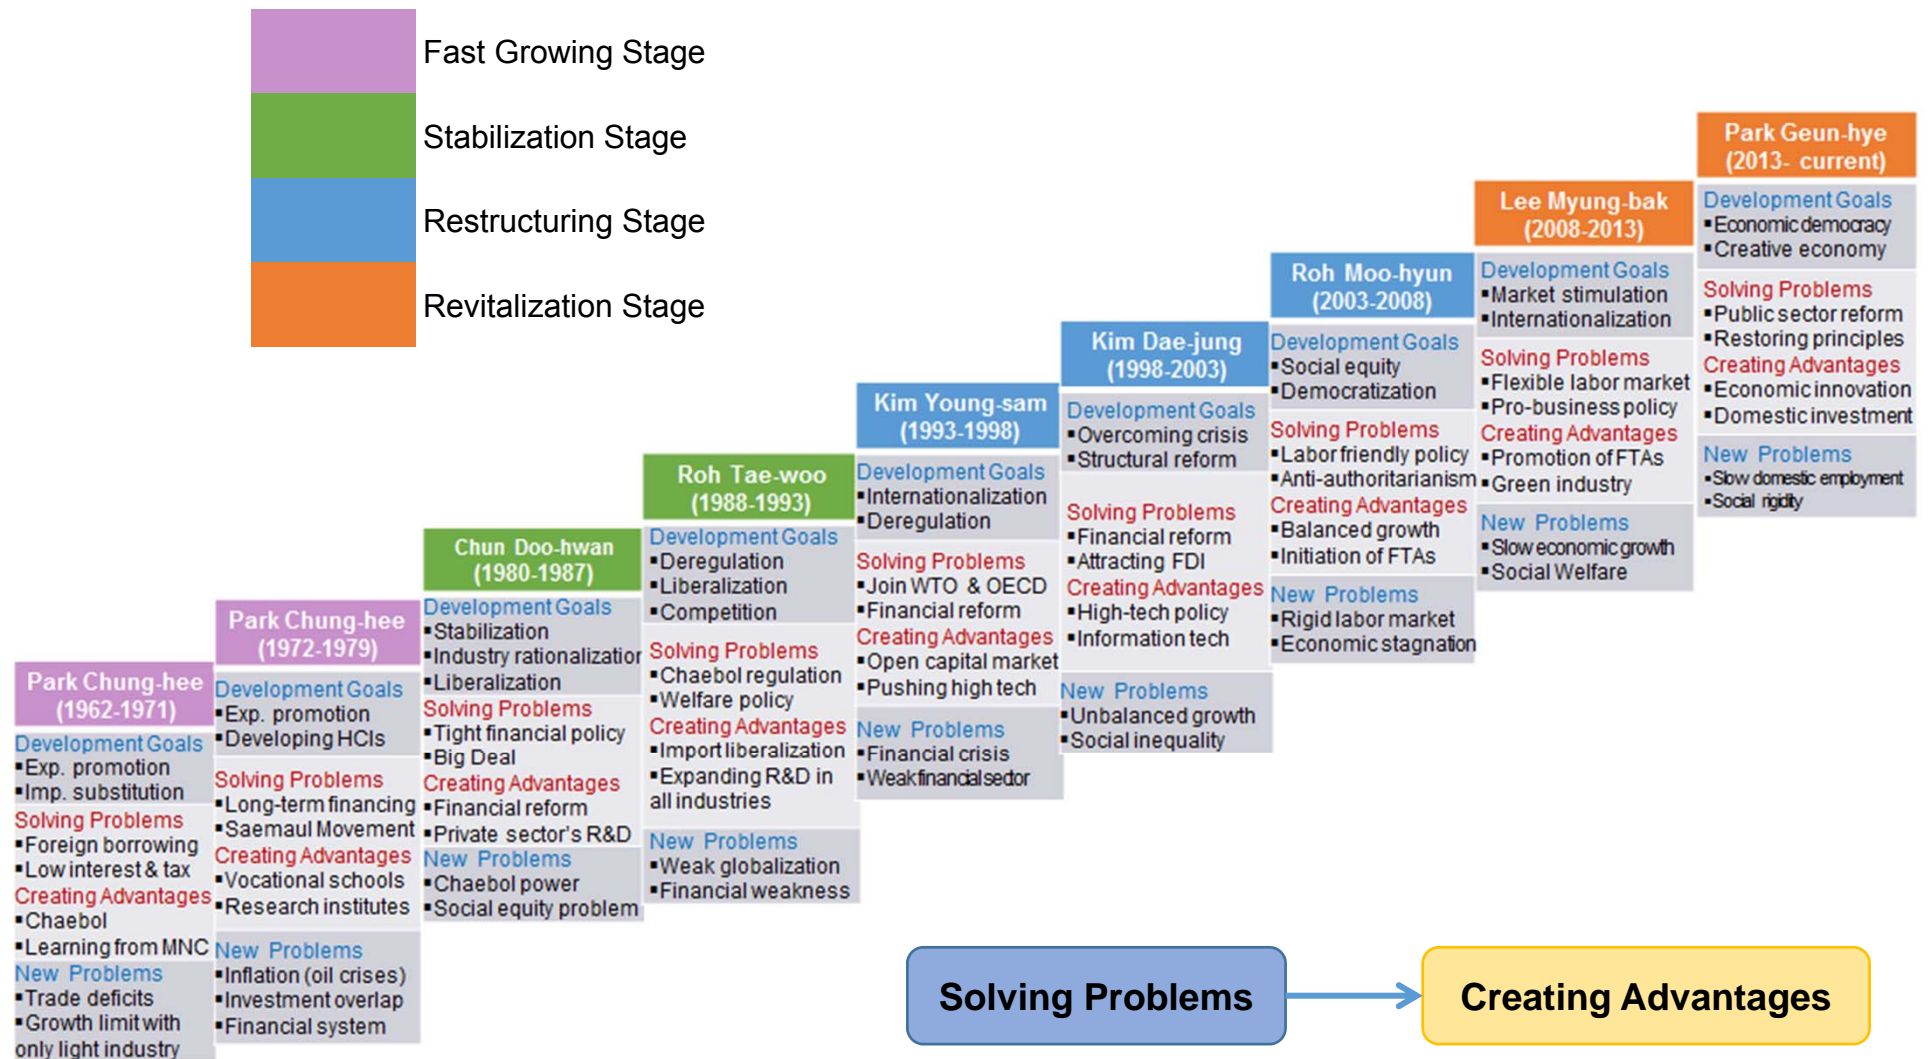 Fast Growing Stage
Stabilization Stage
Restructuring Stage
Revitalization Stage
Park Chung-hee
(1962-1971)
Development Goals
▪Exp. promotion
▪Imp. substitution
Solving Problems
▪Foreign borrowing
▪Low interest & tax
Creating Advantages
▪Chaebol
▪Learning from MNC
New Problems
▪Trade deficits
▪Growth limit with
only light industry
Park Chung-hee
(1972-1979)
Development Goals
▪Exp. promotion
▪Developing HCIs
Solving Problems
▪Long-term financing
▪Saemaul Movement
Creating Advantages
▪Vocational schools
▪Research institutes
New Problems
▪Inflation (oil crises)
▪Investment overlap
▪Financial system
Chun Doo-hwan
(1980-1987)
Development Goals
▪Stabilization
▪Industry rationalization
▪Liberalization
Solving Problems
▪Tight financial policy
▪Big Deal
Creating Advantages
▪Financial reform
▪Private sector's R&D
New Problems
▪Chaebol power
▪Social equity problem
Roh Tae-woo
(1988-1993)
Development Goals
▪Deregulation
▪Liberalization
▪Competition
Solving Problems
▪Chaebol regulation
▪Welfare policy
Creating Advantages
▪Import liberalization
▪Expanding R&D in
all industries
New Problems
▪Weak globalization
▪Financial weakness
Kim Young-sam
(1993-1998)
Development Goals
▪Internationalization
▪Deregulation
Solving Problems
▪Join WTO & OECD
▪Financial reform
Creating Advantages
▪Open capital market
▪Pushing high tech
New Problems
▪Financial crisis
▪Weak financial sector
Kim Dae-jung
(1998-2003)
Development Goals
▪Overcoming crisis
▪Structural reform
Solving Problems
▪Financial reform
▪Attracting FDI
Creating Advantages
▪High-tech policy
▪Information tech
New Problems
▪Unbalanced growth
▪Social inequality
Roh Moo-hyun
(2003-2008)
Development Goals
▪Social equity
▪Democratization
Solving Problems
▪Labor friendly policy
▪Anti-authoritarianism
Creating Advantages
▪Balanced growth
▪Initiation of FTAs
New Problems
▪Rigid labor market
▪Economic stagnation
Lee Myung-bak
(2008-2013)
Development Goals
▪Market stimulation
▪Internationalization
Solving Problems
▪Flexible labor market
▪Pro-business policy
Creating Advantages
▪Promotion of FTAs
▪Green industry
New Problems
▪Slow economic growth
▪Social Welfare
Park Geun-hye
(2013- current)
Development Goals
▪Economic democracy
▪Creative economy
Solving Problems
▪Public sector reform
▪Restoring principles
Creating Advantages
▪Economic innovation
▪Domestic investment
New Problems
▪Slow domestic employment
▪Social rigidity
Solving Problems
Creating Advantages